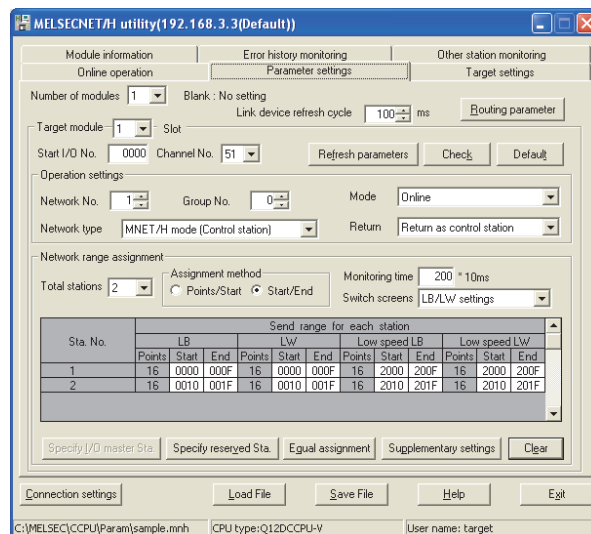 MELSECNET/H utility(192.168.3.3(Default))
Module information Error history monitoring Other station monitoring
Online operation Parameter settings Target settings
Number of modules 1 Blank : No setting
Link device refresh cycle 100 ms Routing parameter
Target module 1 Slot
Start I/O No. 0000 Channel No. 51 Refresh parameters Check Default
Operation settings
Network No. 1 Group No. 0 Mode Online
Network type MNET/H mode (Control station) Return Return as control station
Network range assignment
Total stations 2 Assignment method Monitoring time 200 * 10ms
Points/Start Start/End Switch screens LB/LW settings
Send range for each station
Sta. No. LB LW Low speed LB Low speed LW
Points Start End Points Start End Points Start End Points Start End
1 16 0000 000F 16 0000 000F 16 2000 200F 16 2000 200F
2 16 0010 001F 16 0010 001F 16 2010 201F 16 2010 201F
Specify I/O master Sta. Specify reserved Sta. Equal assignment Supplementary settings Clear
Connection settings Load File Save File Help Exit
C:\MELSEC\CCPU\Param\sample.mnh CPU type:Q12DCCPU-V User name: target